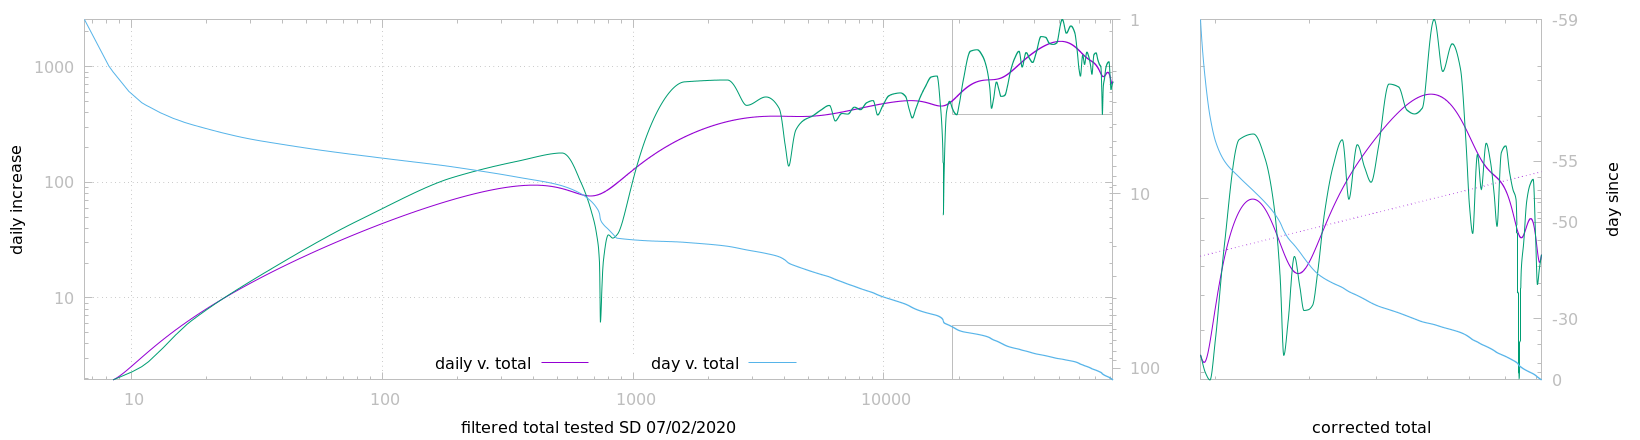 daily increase
1000
100
10
daily v. total
day v. total
10
100
1000
10000
filtered total tested SD 07/02/2020
1
10
100
-59
-55
-50
-30
0
day since
corrected total